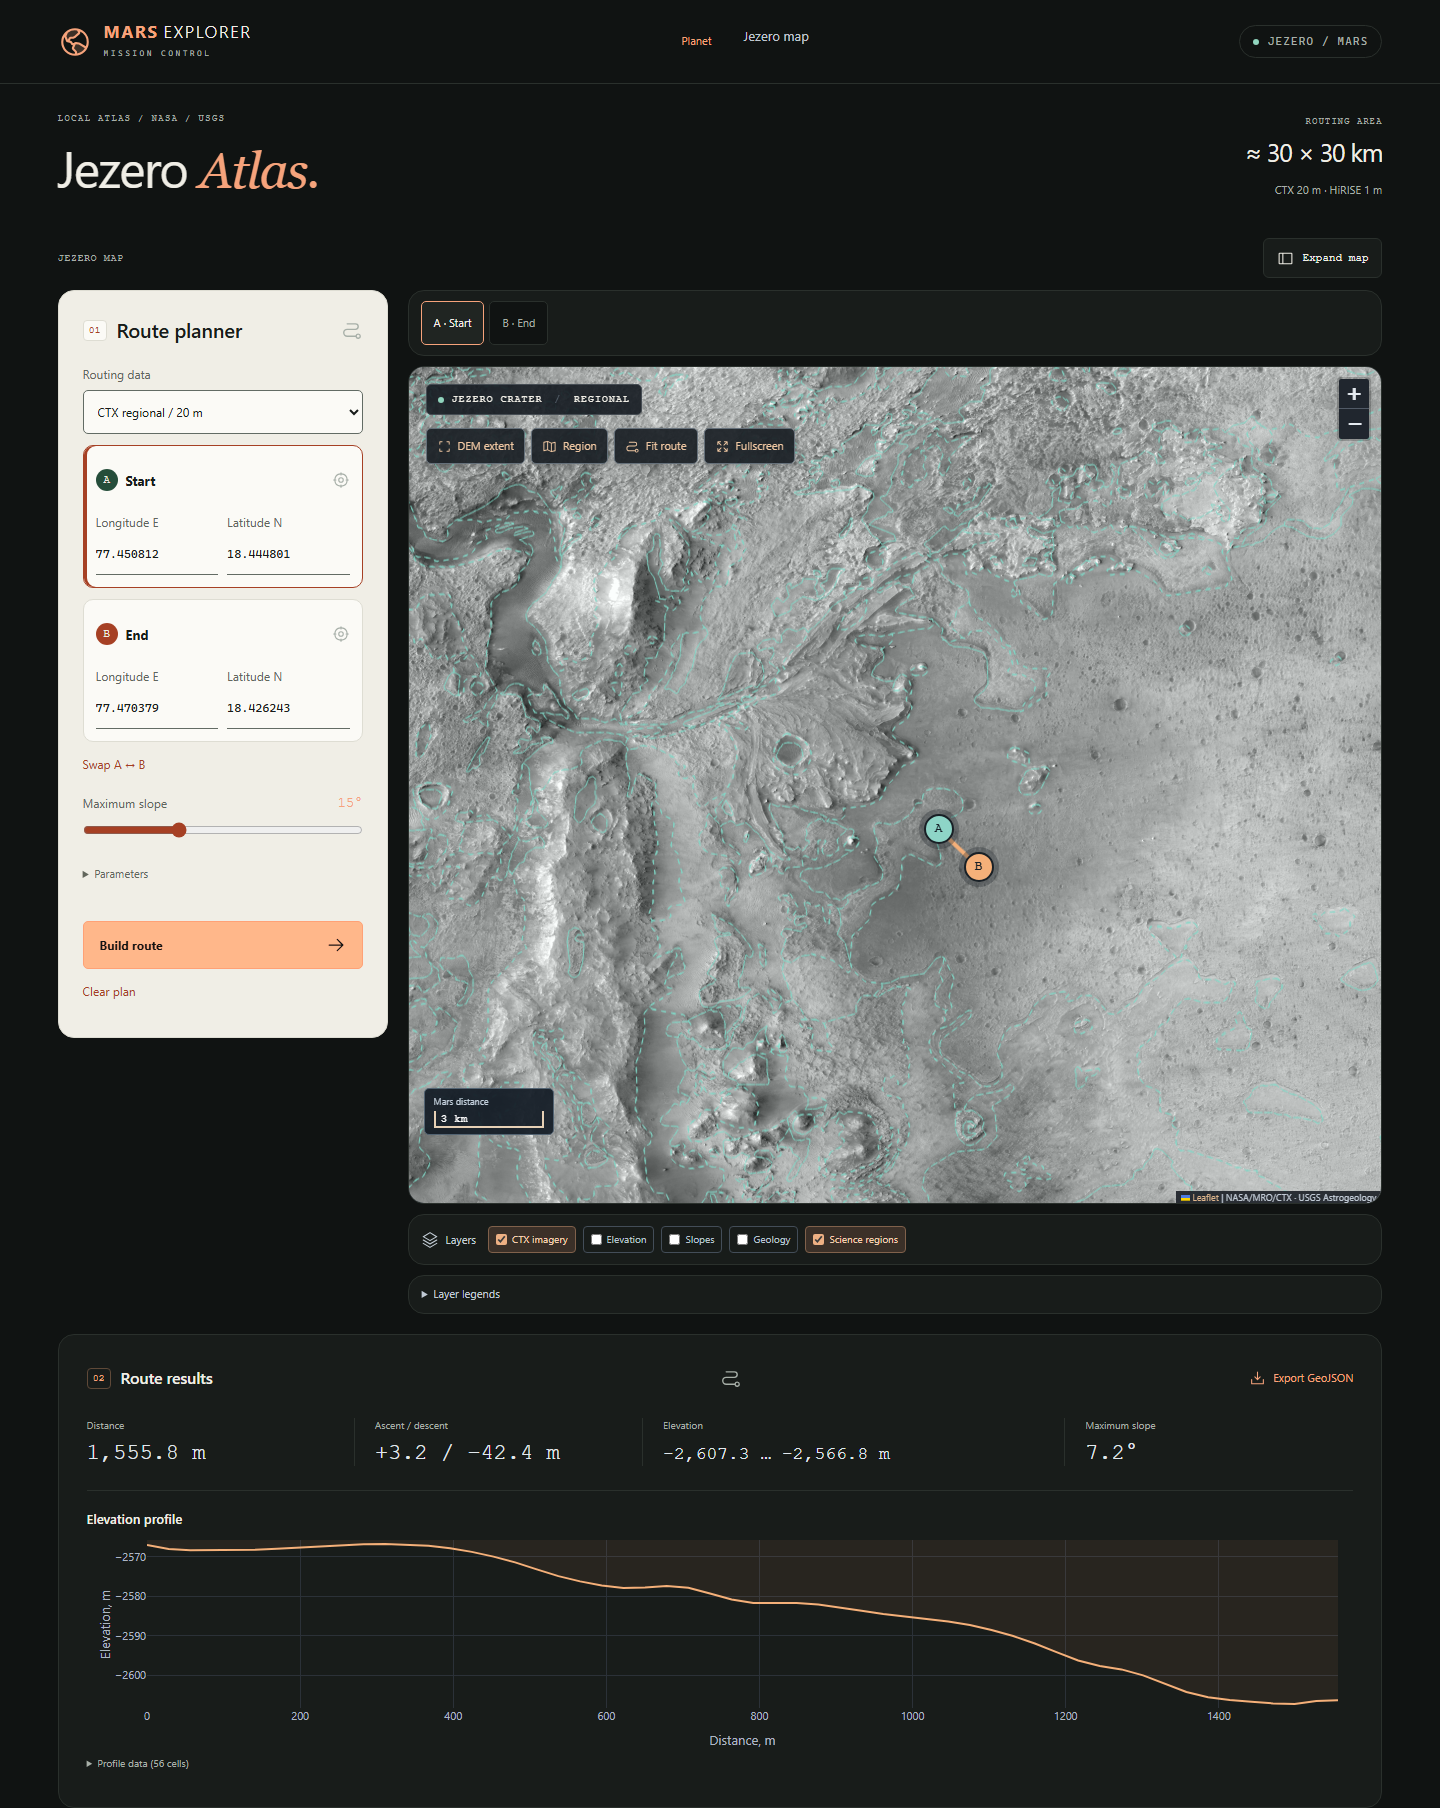 MARS EXPLORER
MISSION CONTROL
Planet
Jezero map
JEZERO / MARS
LOCAL ATLAS / NASA / USGS
Jezero Atlas.
ROUTING AREA
≈ 30 × 30 km
CTX 20 m · HiRISE 1 m
JEZERO MAP
Expand map
01 Route planner
Routing data
CTX regional / 20 m
A Start
Longitude E Latitude N
77.450812 18.444801
B End
Longitude E Latitude N
77.470379 18.426243
Swap A ↔ B
Maximum slope 15°
Parameters
Build route
Clear plan
A · Start B · End
JEZERO CRATER / REGIONAL
DEM extent Region Fit route Fullscreen
+
−
A
B
Mars distance
3 km
Leaflet | NASA/MRO/CTX · USGS Astrogeology
Layers CTX imagery Elevation Slopes Geology Science regions
Layer legends
02 Route results
Export GeoJSON
Distance
1,555.8 m
Ascent / descent
+3.2 / −42.4 m
Elevation
−2,607.3 … −2,566.8 m
Maximum slope
7.2°
Elevation profile
Elevation, m
−2570
−2580
−2590
−2600
0 200 400 600 800 1000 1200 1400
Distance, m
Profile data (56 cells)